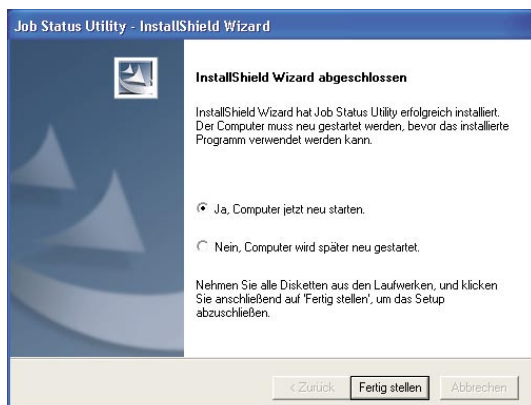 Job Status Utility - InstallShield Wizard
InstallShield Wizard abgeschlossen
InstallShield Wizard hat Job Status Utility erfolgreich installiert.
Der Computer muss neu gestartet werden, bevor das installierte
Programm verwendet werden kann.
Ja, Computer jetzt neu starten.
Nein, Computer wird später neu gestartet.
Nehmen Sie alle Disketten aus den Laufwerken, und klicken
Sie anschließend auf 'Fertig stellen', um das Setup
abzuschließen.
< Zurück Fertig stellen Abbrechen